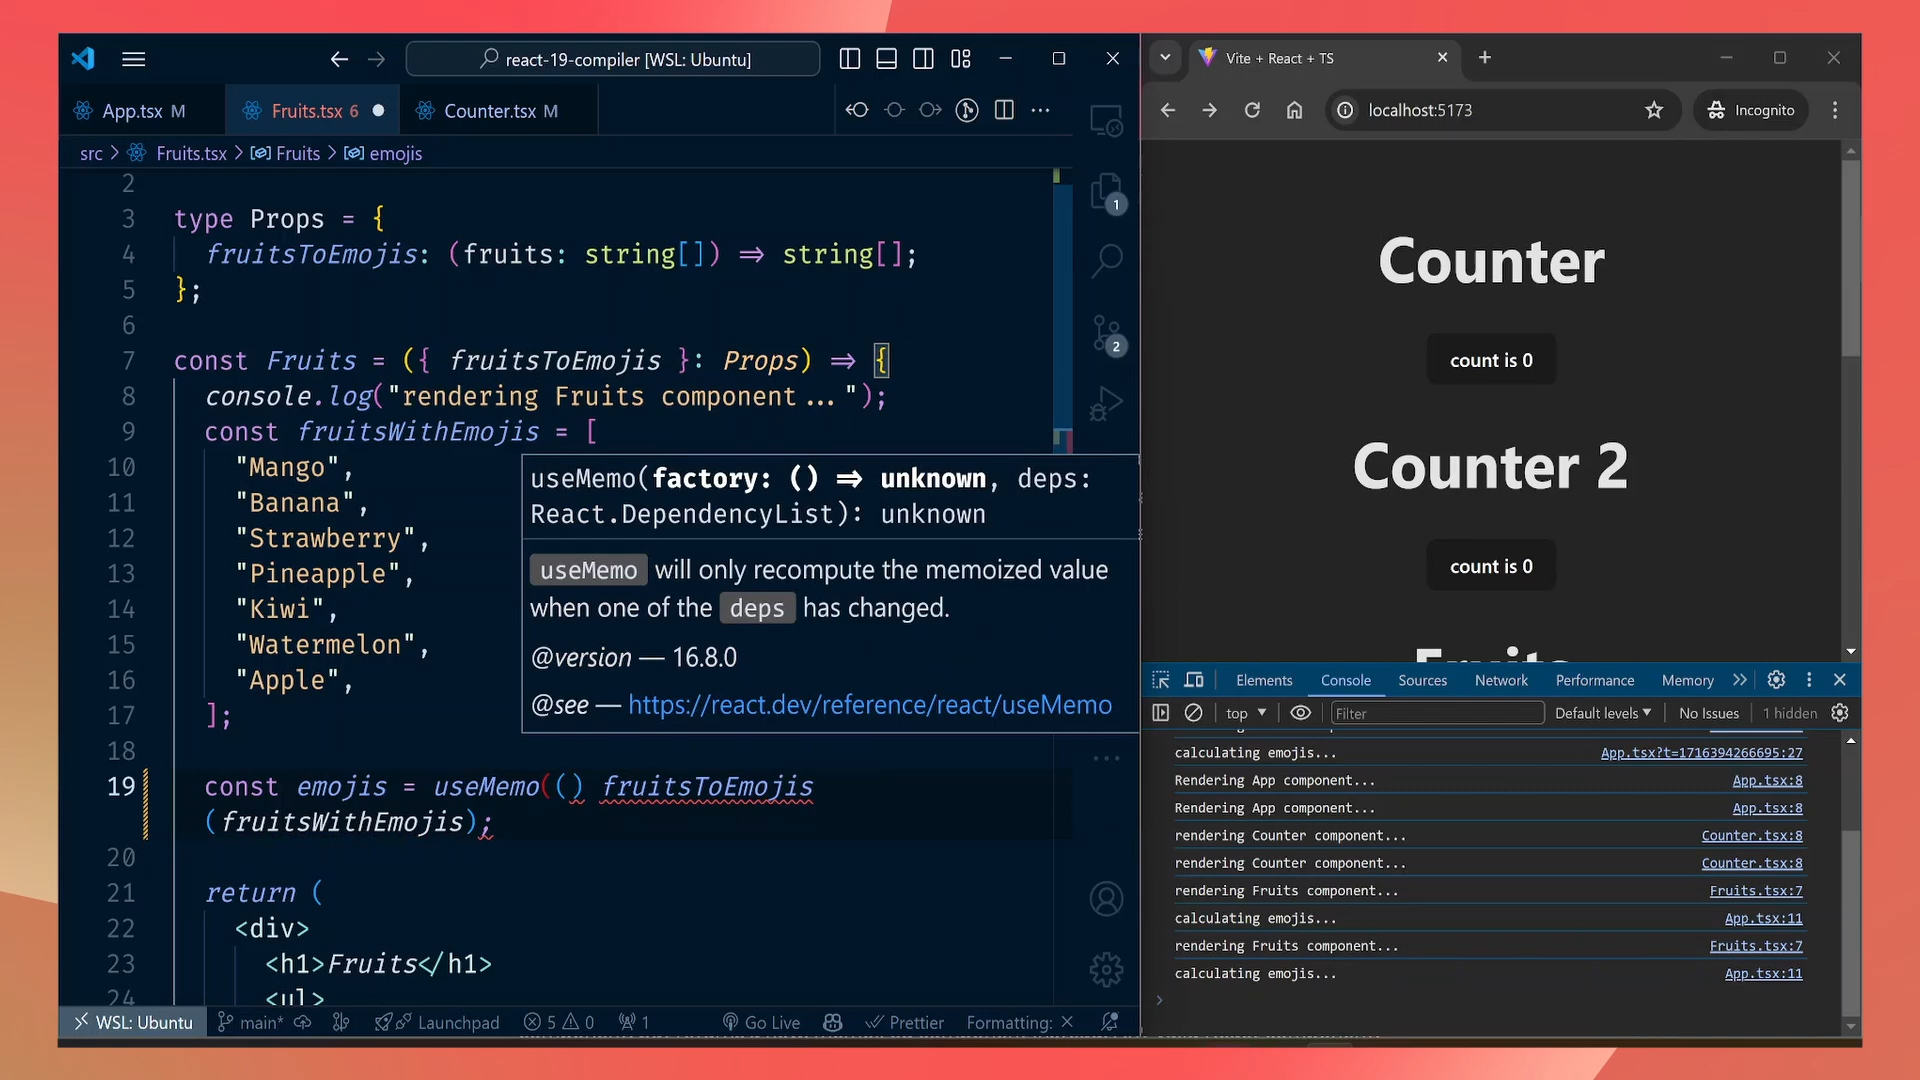 react-19-compiler [WSL: Ubuntu]
App.tsx M
Fruits.tsx 6
Counter.tsx M
src > Fruits.tsx > Fruits > emojis
2
3 type Props = {
4 fruitsToEmojis: (fruits: string[]) => string[];
5 };
6
7 const Fruits = ({ fruitsToEmojis }: Props) => {
8 console.log("rendering Fruits component...");
9 const fruitsWithEmojis = [
10 "Mango",
11 "Banana",
12 "Strawberry",
13 "Pineapple",
14 "Kiwi",
15 "Watermelon",
16 "Apple",
17 ];
18
19 const emojis = useMemo(() fruitsToEmojis
(fruitsWithEmojis);
20
21 return (
22 <div>
23 <h1>Fruits</h1>
24 <ul>
useMemo(factory: () => unknown, deps:
React.DependencyList): unknown
useMemo will only recompute the memoized value
when one of the deps has changed.
@version — 16.8.0
@see — https://react.dev/reference/react/useMemo
1
2
WSL: Ubuntu main* Launchpad 5 0 1 Go Live Prettier Formatting: ×
Vite + React + TS
localhost:5173
Incognito
Counter
count is 0
Counter 2
count is 0
Fruits
Elements Console Sources Network Performance Memory
top Filter Default levels No Issues 1 hidden
calculating emojis... App.tsx?t=1716394266695:27
Rendering App component... App.tsx:8
Rendering App component... App.tsx:8
rendering Counter component... Counter.tsx:8
rendering Counter component... Counter.tsx:8
rendering Fruits component... Fruits.tsx:7
calculating emojis... App.tsx:11
rendering Fruits component... Fruits.tsx:7
calculating emojis... App.tsx:11